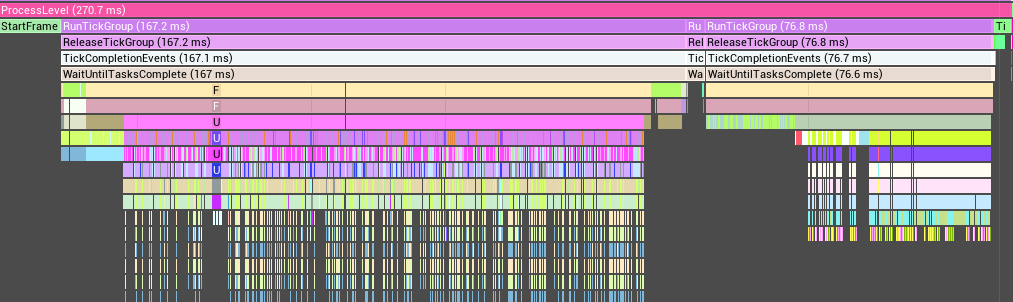 ProcessLevel (270.7 ms)
StartFrame RunTickGroup (167.2 ms) Ru RunTickGroup (76.8 ms) Ti
ReleaseTickGroup (167.2 ms) Rel ReleaseTickGroup (76.8 ms)
TickCompletionEvents (167.1 ms) Tic TickCompletionEvents (76.7 ms)
WaitUntilTasksComplete (167 ms) Wa WaitUntilTasksComplete (76.6 ms)
F
F
U
U
U
U